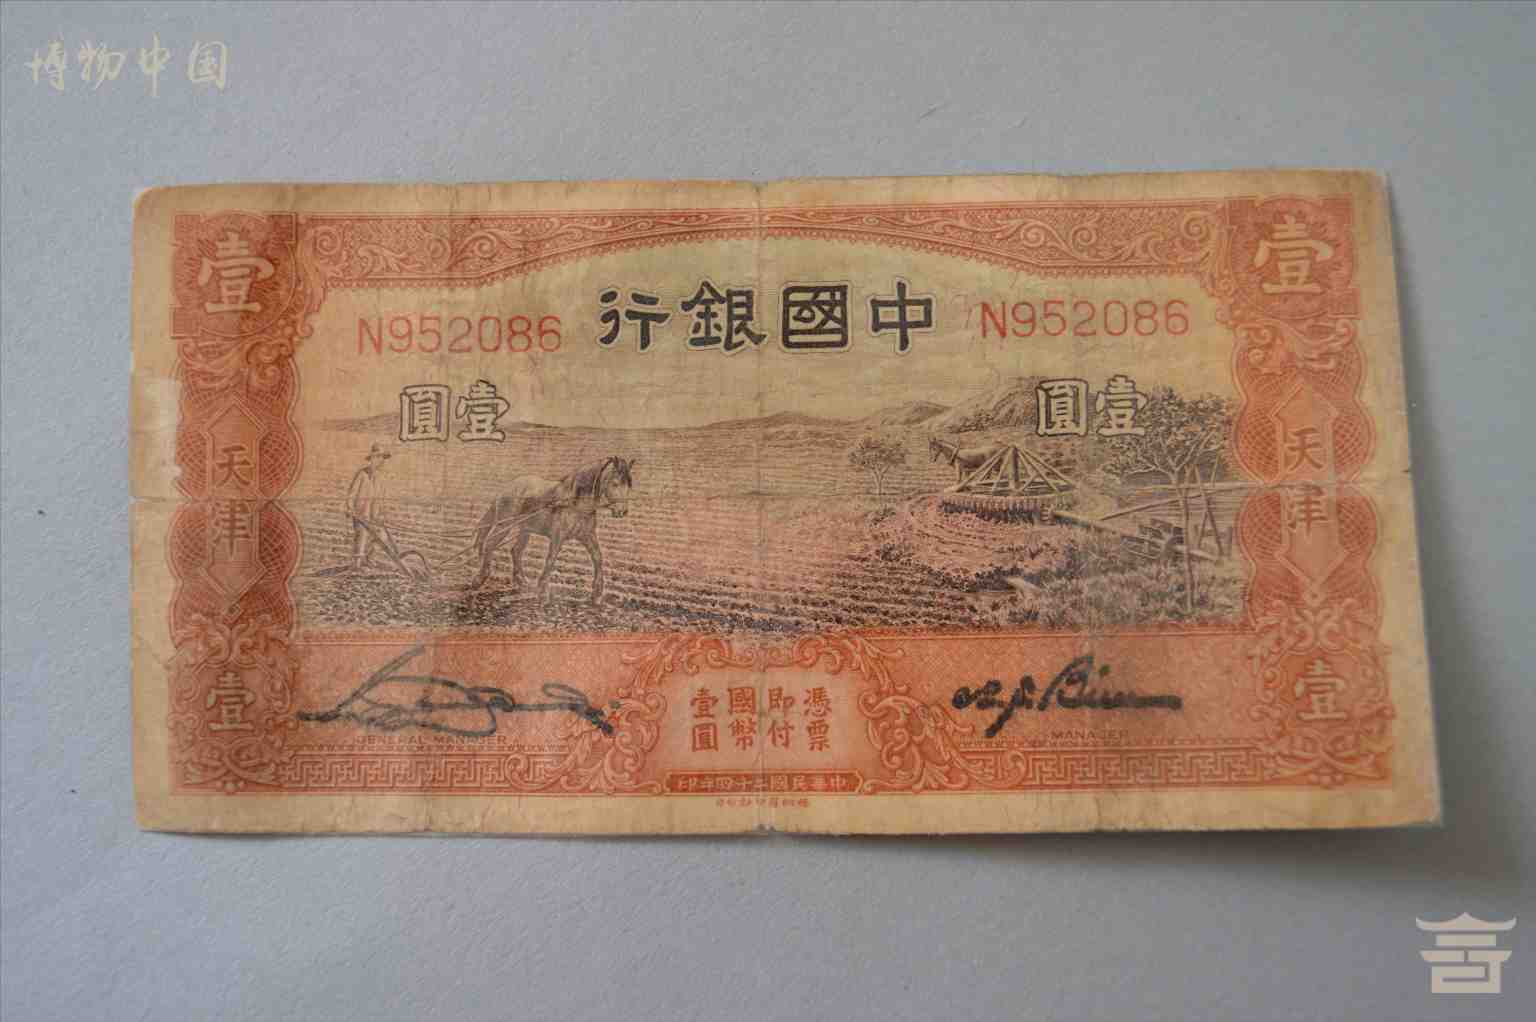 博物中国
壹
壹
中國銀行
N952086
N952086
壹圓
壹圓
天津
天津
憑票
即付
國幣
壹圓
壹
壹
GENERAL MANAGER
MANAGER
中華民國二十四年印